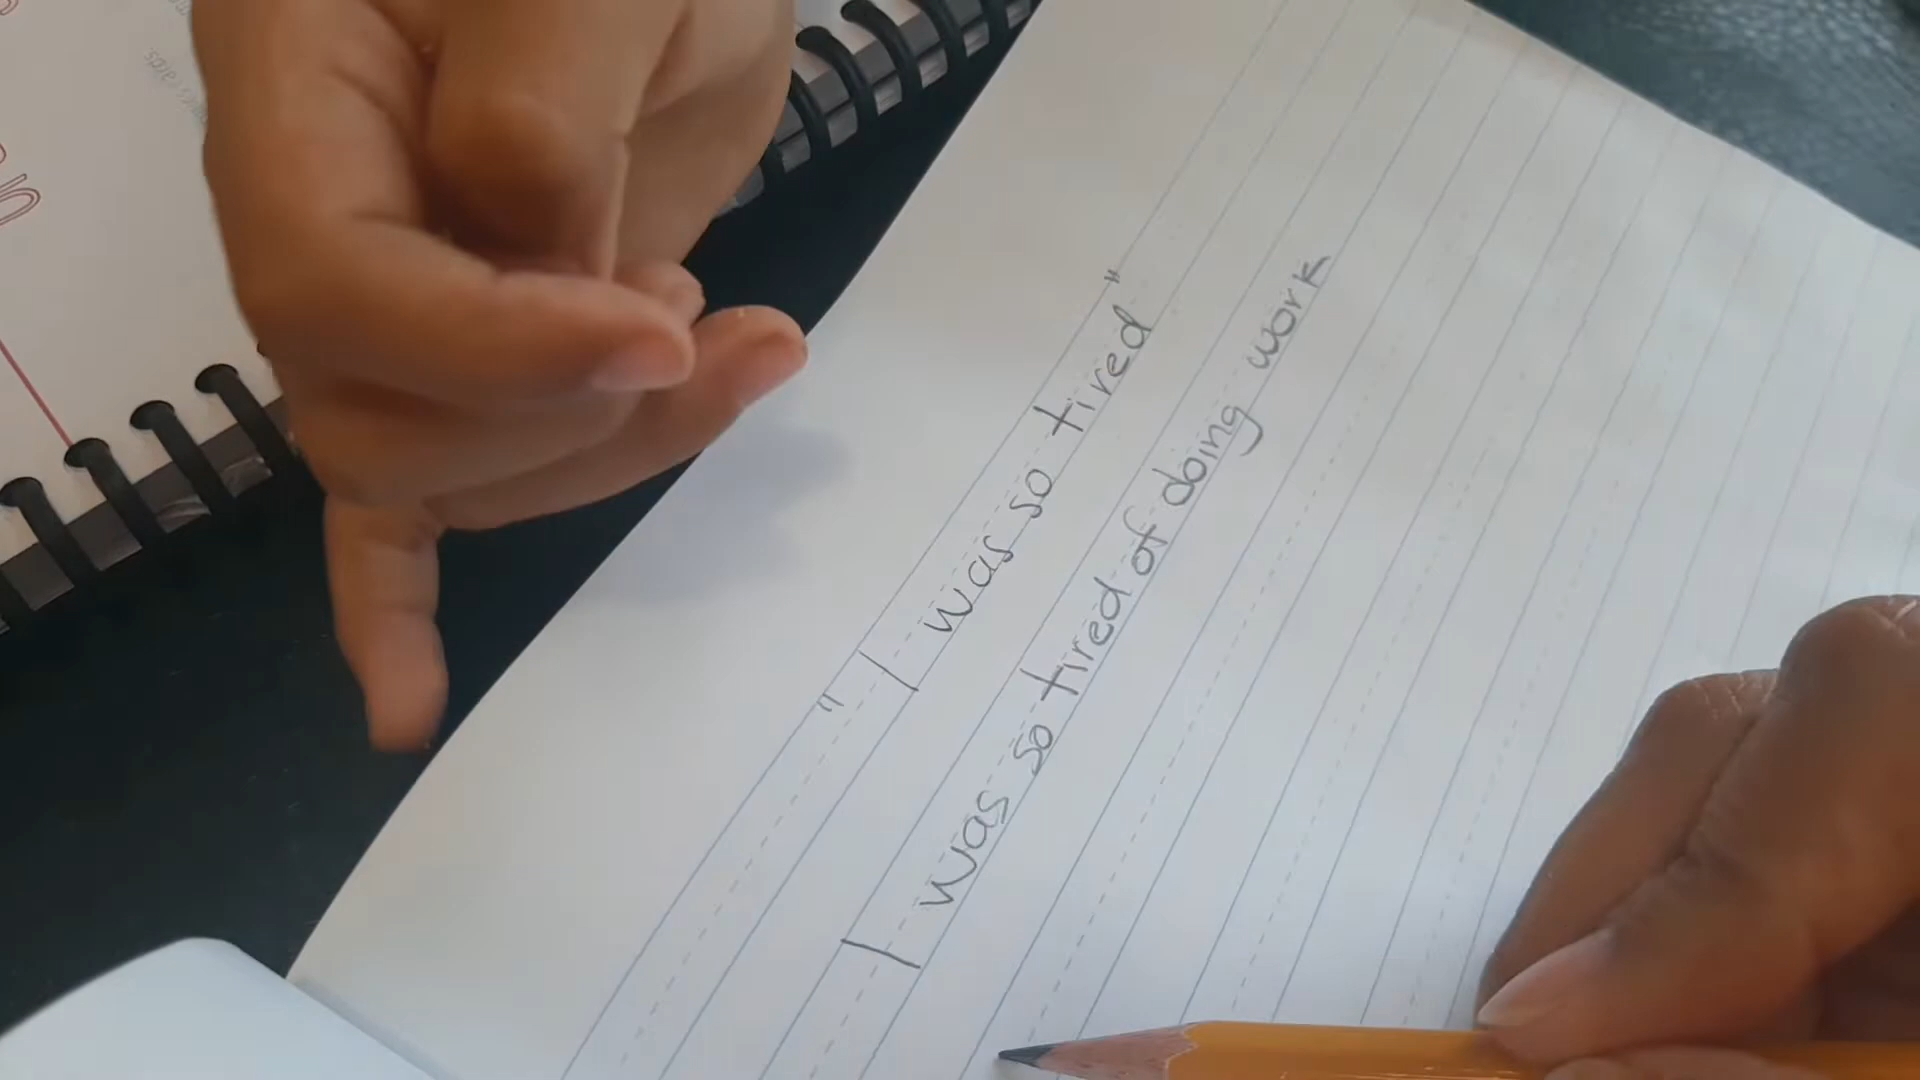 " I was so tired"
I was so tired of doing work